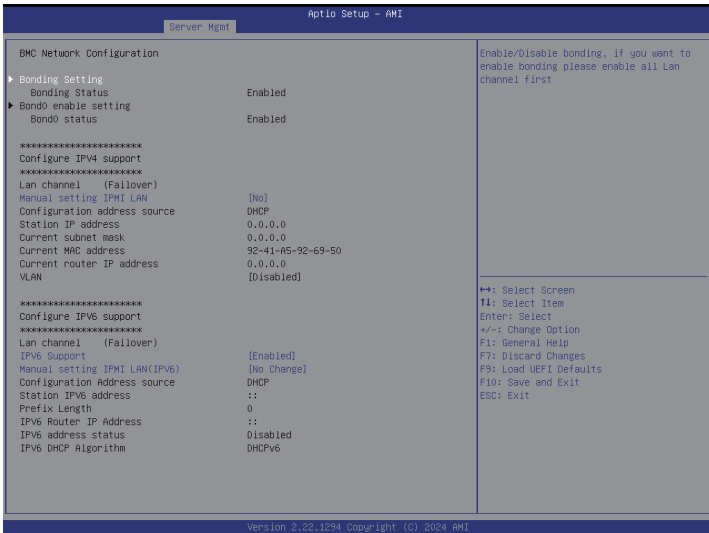 Aptio Setup - AMI
Server Mgmt
BMC Network Configuration
Bonding Setting
Bonding Status Enabled
Bond0 enable setting
Bond0 status Enabled
***********************
Configure IPV4 support
***********************
Lan channel (Failover)
Manual setting IPMI LAN [No]
Configuration address source DHCP
Station IP address 0.0.0.0
Current subnet mask 0.0.0.0
Current MAC address 92-41-A5-92-69-50
Current router IP address 0.0.0.0
VLAN [Disabled]
***********************
Configure IPV6 support
***********************
Lan channel (Failover)
IPV6 Support [Enabled]
Manual setting IPMI LAN(IPV6) [No Change]
Configuration Address source DHCP
Station IPV6 address ::
Prefix Length 0
IPV6 Router IP Address ::
IPV6 address status Disabled
IPV6 DHCP Algorithm DHCPv6
Enable/Disable bonding, if you want to
enable bonding please enable all Lan
channel first
↔: Select Screen
↑↓: Select Item
Enter: Select
+/-: Change Option
F1: General Help
F7: Discard Changes
F9: Load UEFI Defaults
F10: Save and Exit
ESC: Exit
Version 2.22.1294 Copyright (C) 2024 AMI